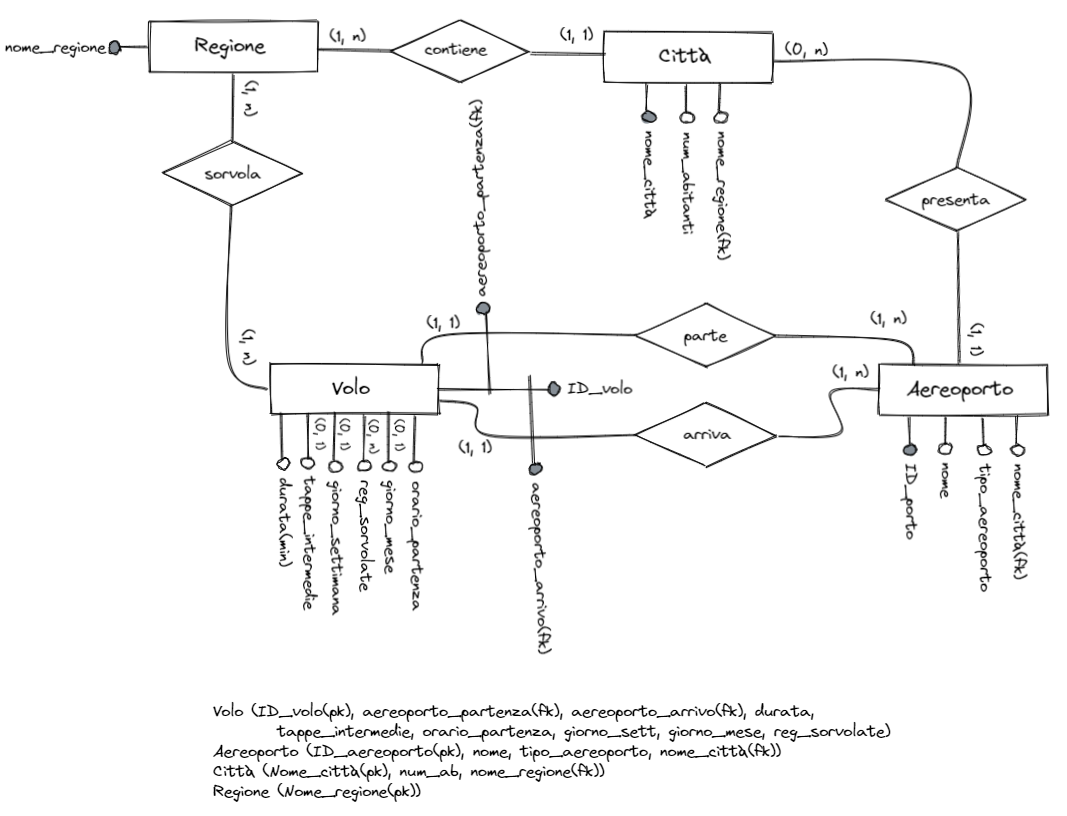 nome_regione
Regione
(1, n)
contiene
(1, 1)
Città
(0, n)
(1, n)
nome_città
num_abitanti
nome_regione(fk)
sorvola
aereoporto_partenza(fk)
presenta
(1, n)
(1, 1)
parte
(1, n)
(1, 1)
Volo
ID_volo
(1, n)
Aereoporto
(1, 1)
arriva
(0, 1)
(0, 1)
(0, n)
(0, 1)
durata(min)
tappe_intermedie
giorno_settimana
reg_sorvolate
giorno_mese
orario_partenza
aereoporto_arrivo(fk)
ID_porto
nome
tipo_aereoporto
nome_città(fk)
Volo (ID_volo(pk), aereoporto_partenza(fk), aereoporto_arrivo(fk), durata,
tappe_intermedie, orario_partenza, giorno_sett, giorno_mese, reg_sorvolate)
Aereoporto (ID_aereoporto(pk), nome, tipo_aereoporto, nome_città(fk))
Città (Nome_città(pk), num_ab, nome_regione(fk))
Regione (Nome_regione(pk))